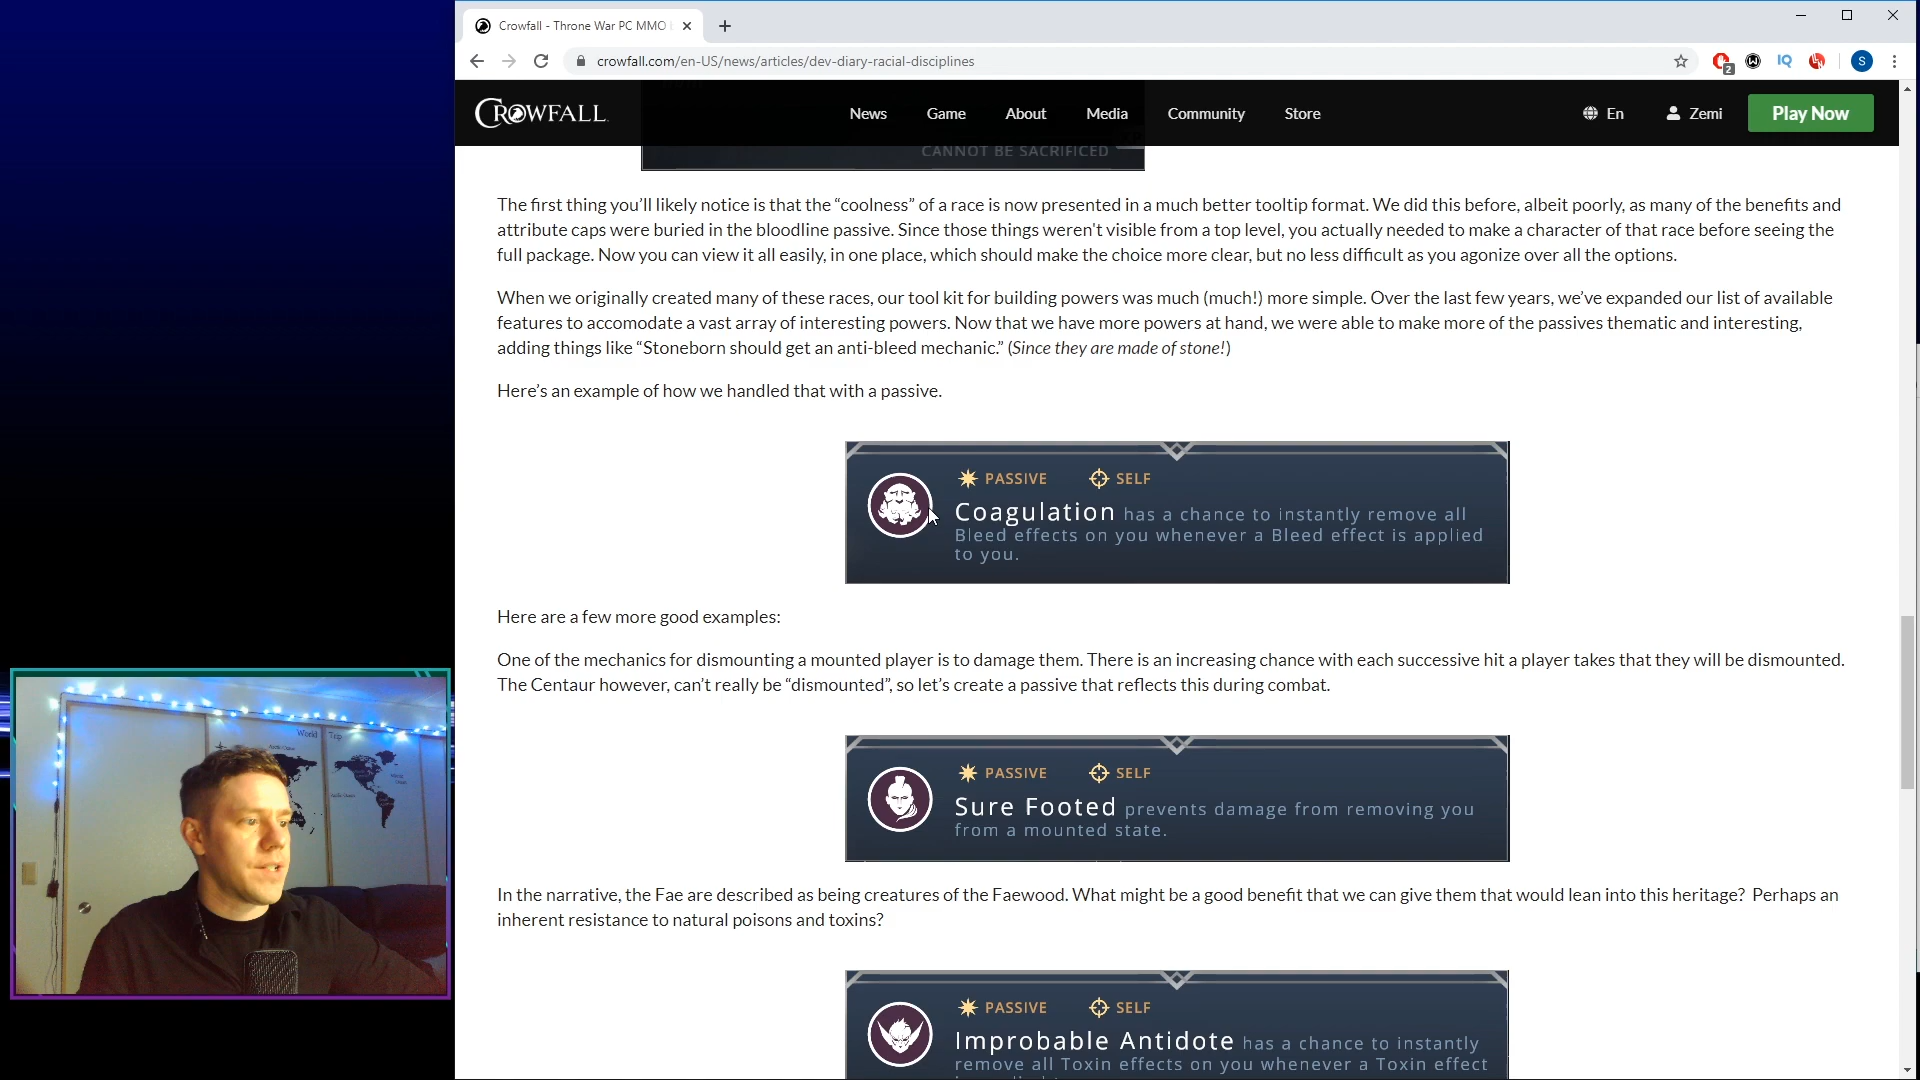 Crowfall - Throne War PC MMO
crowfall.com/en-US/news/articles/dev-diary-racial-disciplines
2
IQ
S
CROWFALL
News
Game
About
Media
Community
Store
En
Zemi
Play Now
CANNOT BE SACRIFICED
The first thing you'll likely notice is that the “coolness” of a race is now presented in a much better tooltip format. We did this before, albeit poorly, as many of the benefits and
attribute caps were buried in the bloodline passive. Since those things weren't visible from a top level, you actually needed to make a character of that race before seeing the
full package. Now you can view it all easily, in one place, which should make the choice more clear, but no less difficult as you agonize over all the options.
When we originally created many of these races, our tool kit for building powers was much (much!) more simple. Over the last few years, we’ve expanded our list of available
features to accomodate a vast array of interesting powers. Now that we have more powers at hand, we were able to make more of the passives thematic and interesting,
adding things like “Stoneborn should get an anti-bleed mechanic.” (Since they are made of stone!)
Here’s an example of how we handled that with a passive.
PASSIVE SELF
Coagulation has a chance to instantly remove all
Bleed effects on you whenever a Bleed effect is applied
to you.
Here are a few more good examples:
One of the mechanics for dismounting a mounted player is to damage them. There is an increasing chance with each successive hit a player takes that they will be dismounted.
The Centaur however, can’t really be “dismounted”, so let’s create a passive that reflects this during combat.
PASSIVE SELF
Sure Footed prevents damage from removing you
from a mounted state.
In the narrative, the Fae are described as being creatures of the Faewood. What might be a good benefit that we can give them that would lean into this heritage? Perhaps an
inherent resistance to natural poisons and toxins?
PASSIVE SELF
Improbable Antidote has a chance to instantly
remove all Toxin effects on you whenever a Toxin effect
World Trip